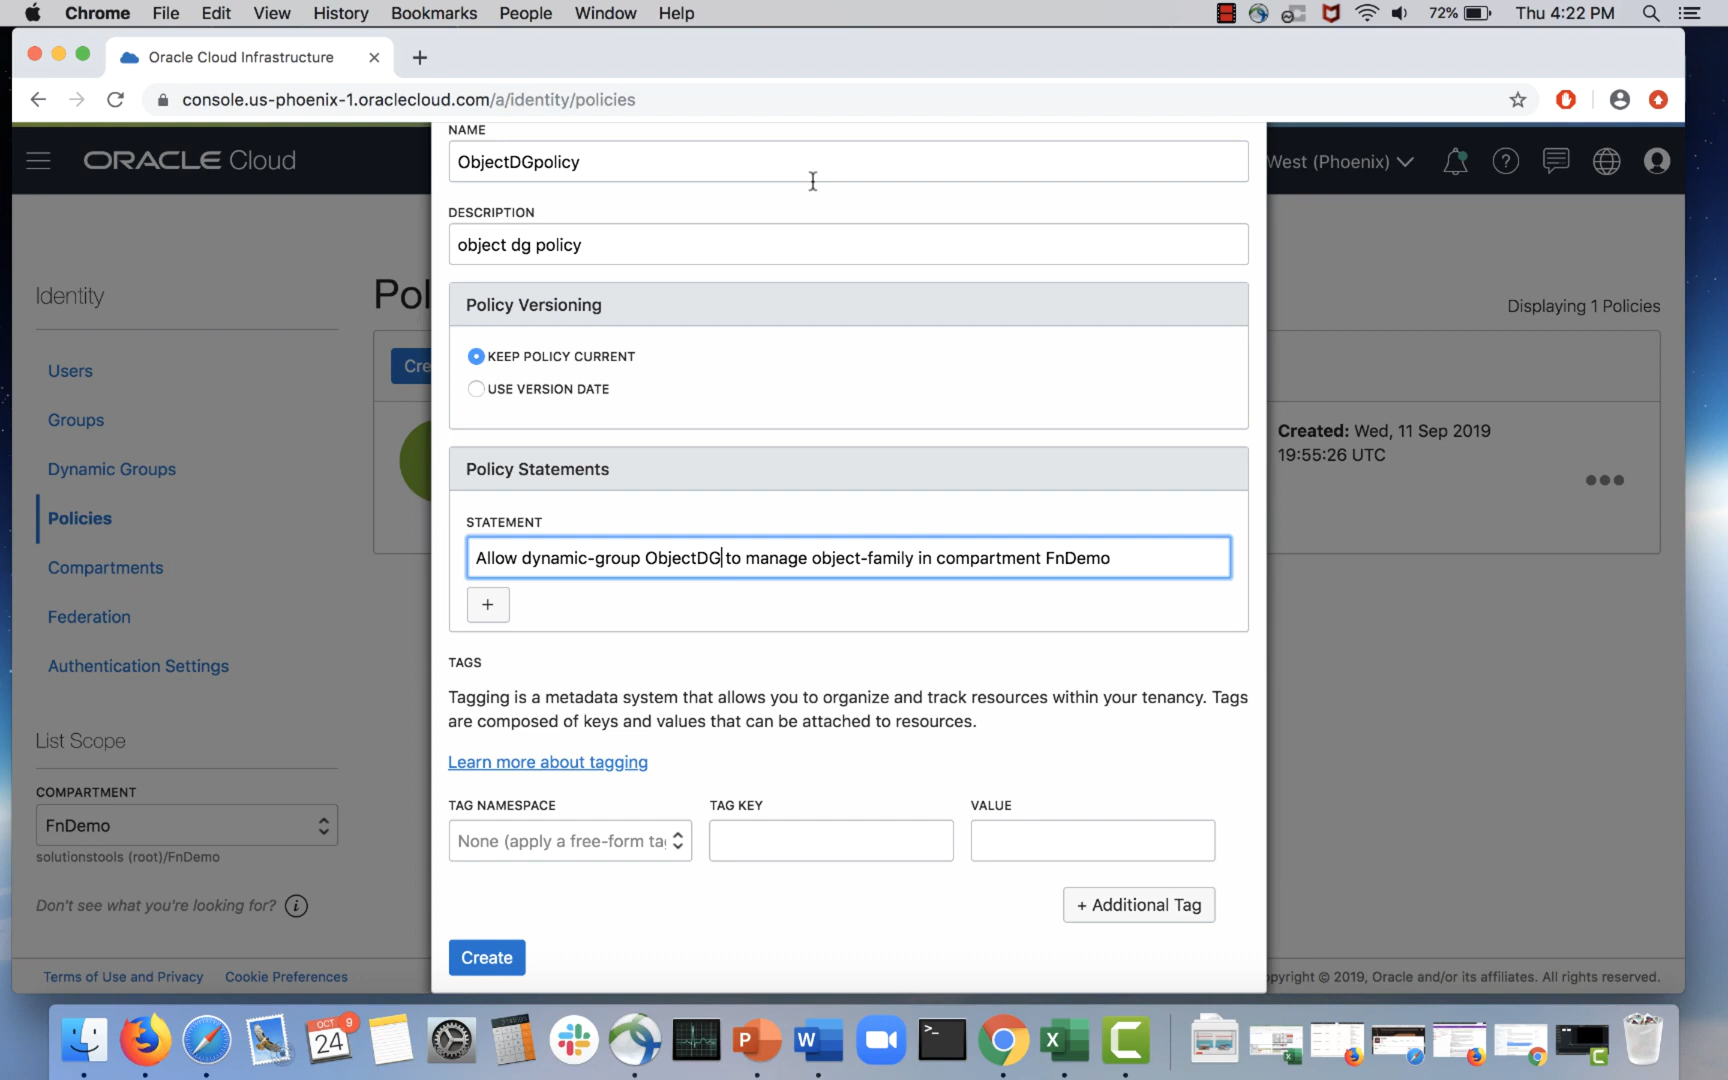 Chrome File Edit View History Bookmarks People Window Help 72% Thu 4:22 PM
Oracle Cloud Infrastructure
console.us-phoenix-1.oraclecloud.com/a/identity/policies
ORACLE Cloud
West (Phoenix)
NAME
ObjectDGpolicy
DESCRIPTION
object dg policy
Identity
Pol
Displaying 1 Policies
Policy Versioning
KEEP POLICY CURRENT
USE VERSION DATE
Users
Cre
Groups
Created: Wed, 11 Sep 2019
19:55:26 UTC
Dynamic Groups
Policies
Compartments
Federation
Authentication Settings
Policy Statements
STATEMENT
Allow dynamic-group ObjectDG to manage object-family in compartment FnDemo
+
TAGS
Tagging is a metadata system that allows you to organize and track resources within your tenancy. Tags
are composed of keys and values that can be attached to resources.
Learn more about tagging
List Scope
COMPARTMENT
FnDemo
solutionstools (root)/FnDemo
Don't see what you're looking for?
TAG NAMESPACE TAG KEY VALUE
None (apply a free-form ta
+ Additional Tag
Create
Terms of Use and Privacy Cookie Preferences
opyright © 2019, Oracle and/or its affiliates. All rights reserved.
OCT 9
24
P
W
>_
X
C